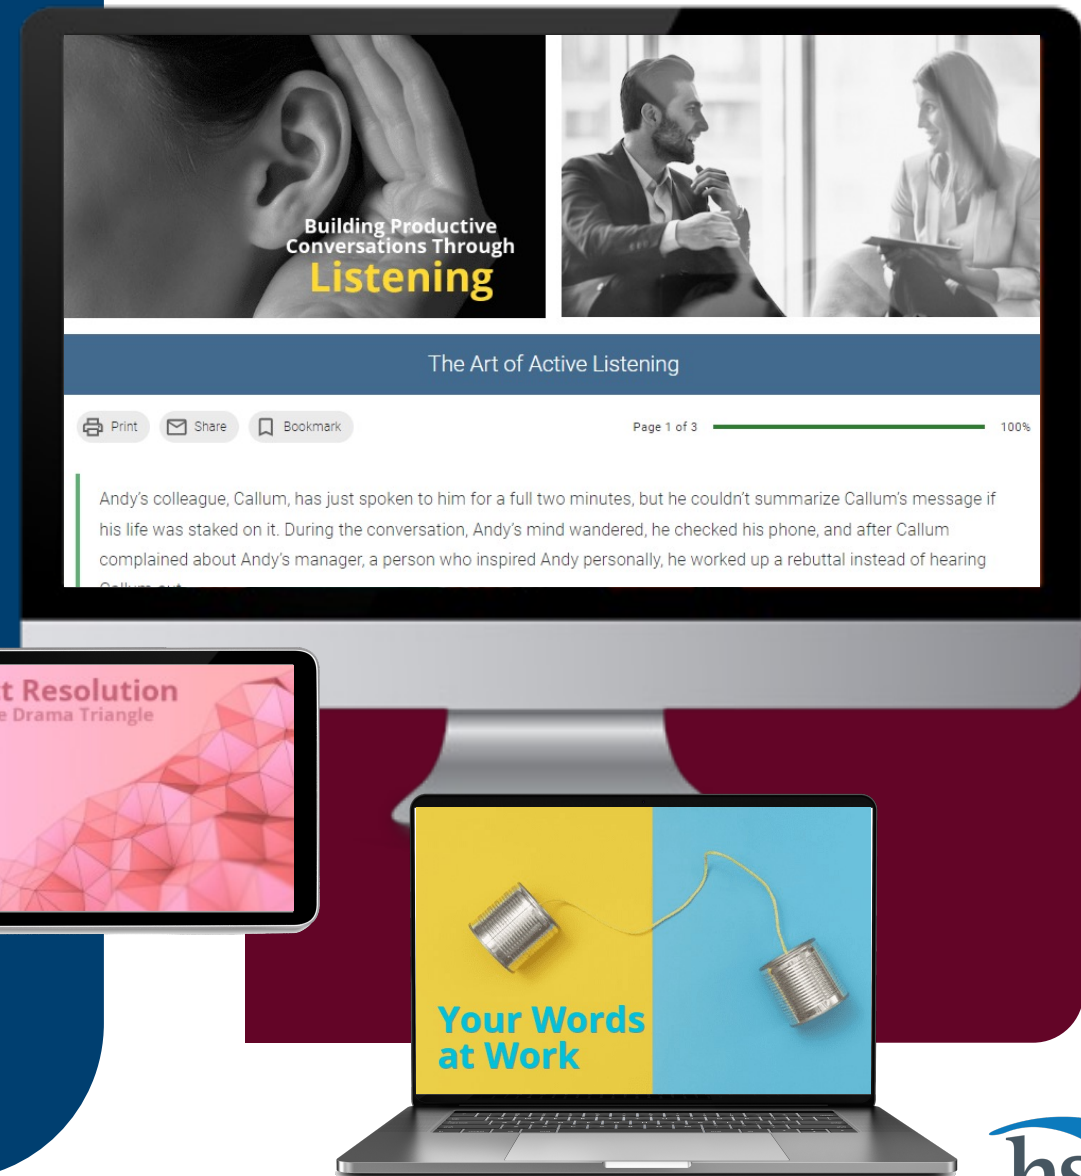 Building Productive
Conversations Through
Listening
The Art of Active Listening
Print Share Bookmark Page 1 of 3 100%
Andy's colleague, Callum, has just spoken to him for a full two minutes, but he couldn't summarize Callum's message if
his life was staked on it. During the conversation, Andy's mind wandered, he checked his phone, and after Callum
complained about Andy's manager, a person who inspired Andy personally, he worked up a rebuttal instead of hearing
Callum out
t Resolution
e Drama Triangle
Your Words
at Work